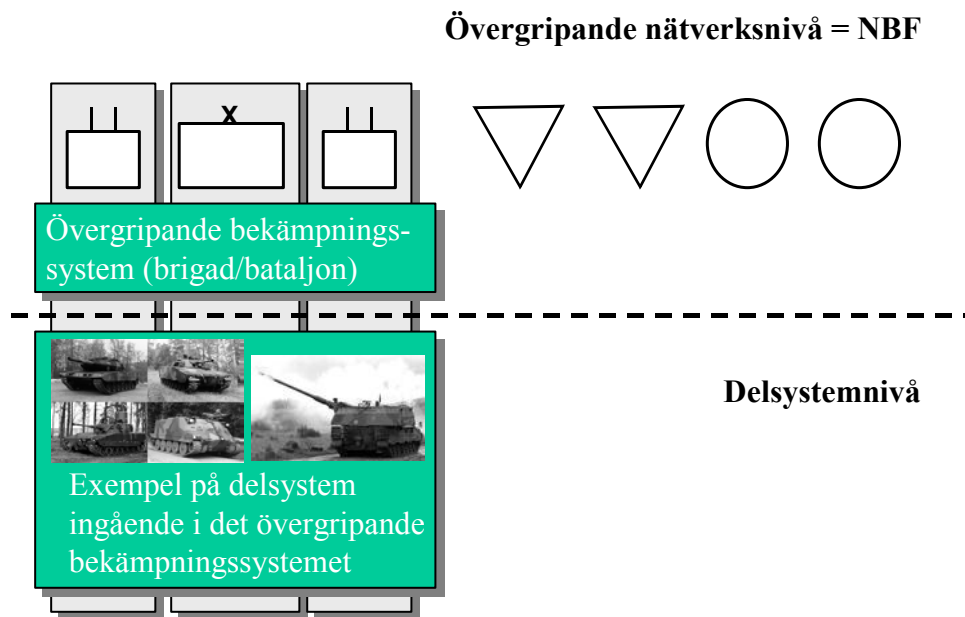 Övergripande nätverksnivå = NBF
X
Övergripande bekämpnings-
system (brigad/bataljon)
Delsystemnivå
Exempel på delsystem
ingående i det övergripande
bekämpningssystemet